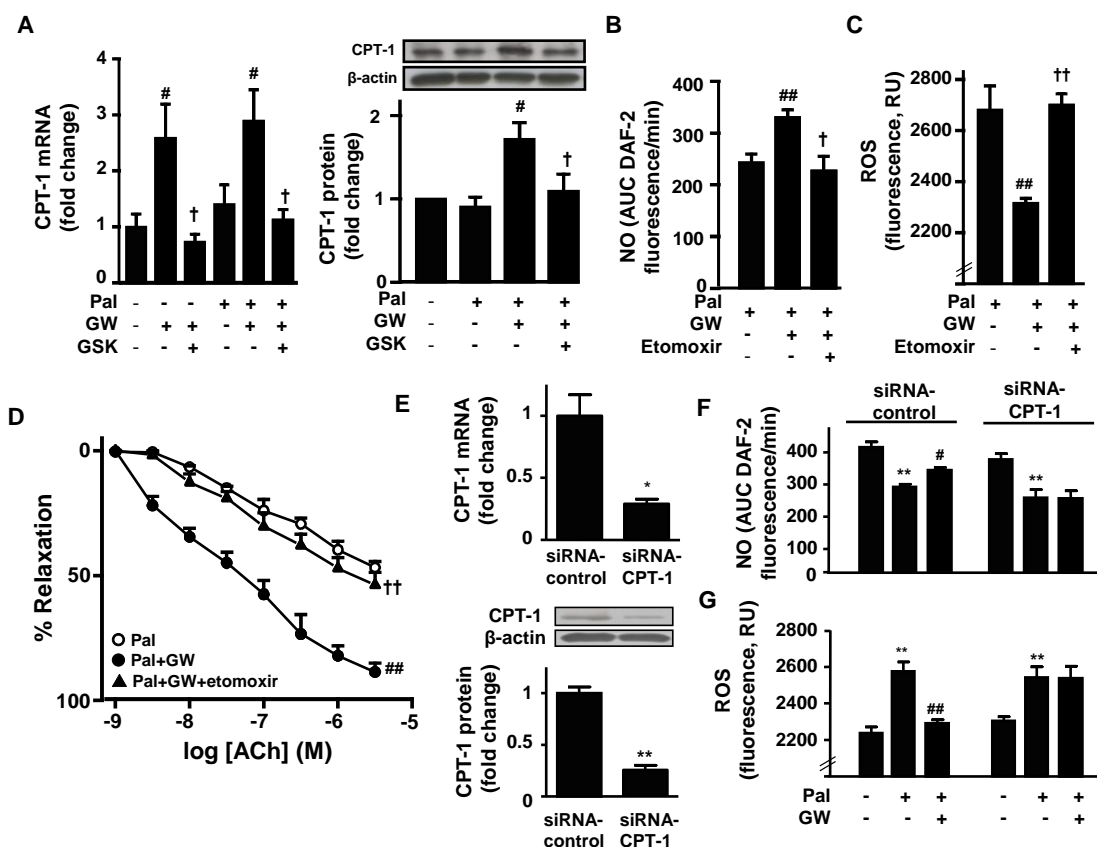 A
CPT-1 mRNA
(fold change)
4
3
2
1
0
#
†
#
†
Pal - - - + + +
GW - + + - + +
GSK - - + - - +
CPT-1
β-actin
CPT-1 protein
(fold change)
2
1
0
#
†
Pal - + + +
GW - - + +
GSK - - - +
B
NO (AUC DAF-2
fluorescence/min)
400
300
200
100
0
##
†
Pal + + +
GW - + +
Etomoxir - - +
C
ROS
(fluorescence, RU)
2800
2600
2400
2200
##
††
Pal + + +
GW - + +
Etomoxir - - +
D
% Relaxation
0
50
100
Pal
Pal+GW
Pal+GW+etomoxir
††
##
-9 -8 -7 -6 -5
log [ACh] (M)
E
CPT-1 mRNA
(fold change)
1
0.5
0
*
siRNA-
control
siRNA-
CPT-1
CPT-1
β-actin
CPT-1 protein
(fold change)
1
0.5
0
**
siRNA-
control
siRNA-
CPT-1
F
siRNA-
control
siRNA-
CPT-1
NO (AUC DAF-2
fluorescence/min)
400
300
200
100
0
**
#
**
G
ROS
(fluorescence, RU)
2800
2600
2400
2200
**
##
**
Pal - + + - + +
GW - - + - - +